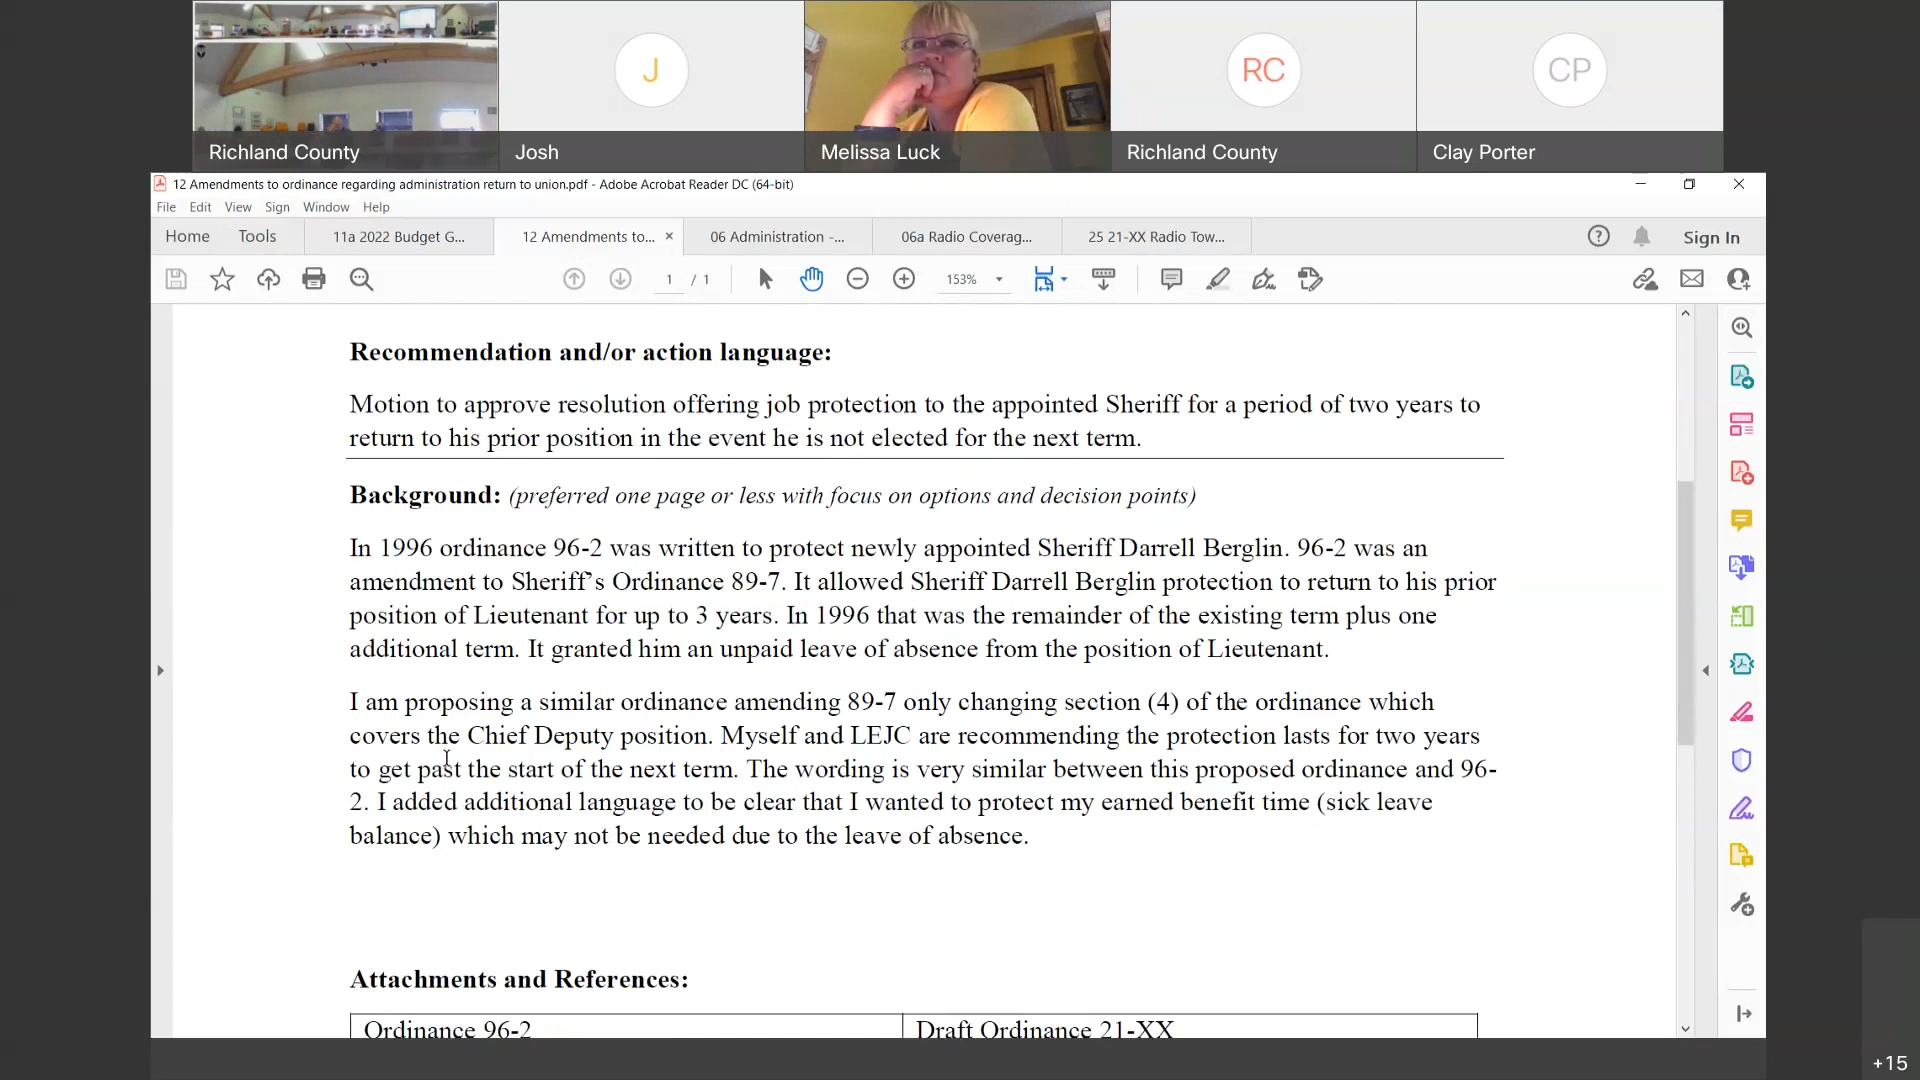 J
RC
CP
Richland County
Josh
Melissa Luck
Richland County
Clay Porter
12 Amendments to ordinance regarding administration return to union.pdf - Adobe Acrobat Reader DC (64-bit)
File Edit View Sign Window Help
Home Tools 11a 2022 Budget G... 12 Amendments to... × 06 Administration -... 06a Radio Coverag... 25 21-XX Radio Tow... Sign In
1 / 1 153%
Recommendation and/or action language:
Motion to approve resolution offering job protection to the appointed Sheriff for a period of two years to
return to his prior position in the event he is not elected for the next term.
Background: (preferred one page or less with focus on options and decision points)
In 1996 ordinance 96-2 was written to protect newly appointed Sheriff Darrell Berglin. 96-2 was an
amendment to Sheriff's Ordinance 89-7. It allowed Sheriff Darrell Berglin protection to return to his prior
position of Lieutenant for up to 3 years. In 1996 that was the remainder of the existing term plus one
additional term. It granted him an unpaid leave of absence from the position of Lieutenant.
I am proposing a similar ordinance amending 89-7 only changing section (4) of the ordinance which
covers the Chief Deputy position. Myself and LEJC are recommending the protection lasts for two years
to get past the start of the next term. The wording is very similar between this proposed ordinance and 96-
2. I added additional language to be clear that I wanted to protect my earned benefit time (sick leave
balance) which may not be needed due to the leave of absence.
Attachments and References:
Ordinance 96-2 Draft Ordinance 21-XX
+15